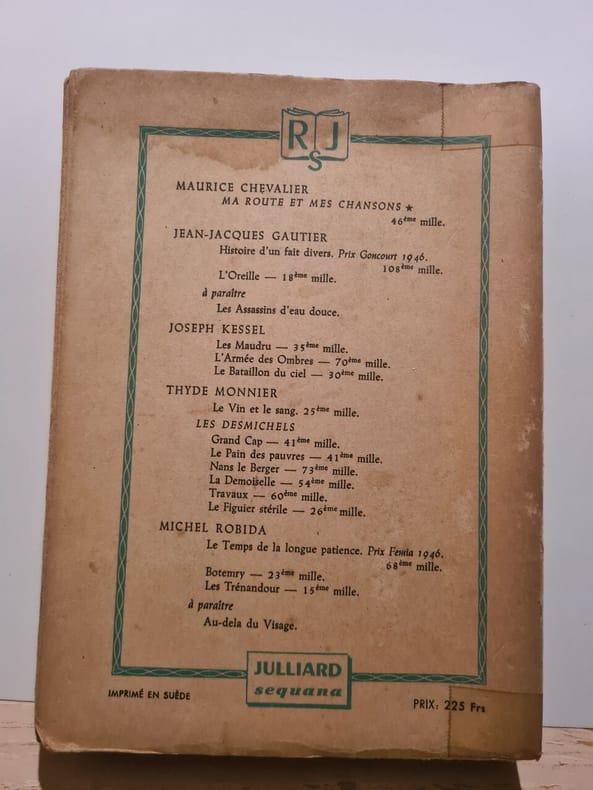 R J
S
MAURICE CHEVALIER
MA ROUTE ET MES CHANSONS ★
46ème mille.
JEAN-JACQUES GAUTIER
Histoire d'un fait divers. Prix Goncourt 1946.
108ème mille.
L'Oreille — 18ème mille.
à paraître
Les Assassins d'eau douce.
JOSEPH KESSEL
Les Maudru — 35ème mille.
L'Armée des Ombres — 70ème mille.
Le Bataillon du ciel — 30ème mille.
THYDE MONNIER
Le Vin et le sang. 25ème mille.
LES DESMICHELS
Grand Cap — 41ème mille.
Le Pain des pauvres — 41ème mille.
Nans le Berger — 73ème mille.
La Demoiselle — 54ème mille.
Travaux — 60ème mille.
Le Figuier stérile — 26ème mille.
MICHEL ROBIDA
Le Temps de la longue patience. Prix Femia 1946.
68ème mille.
Botemry — 23ème mille.
Les Trénandour — 15ème mille.
à paraître
Au-dela du Visage.
JULLIARD
sequana
IMPRIMÉ EN SUÈDE
PRIX: 225 Frs